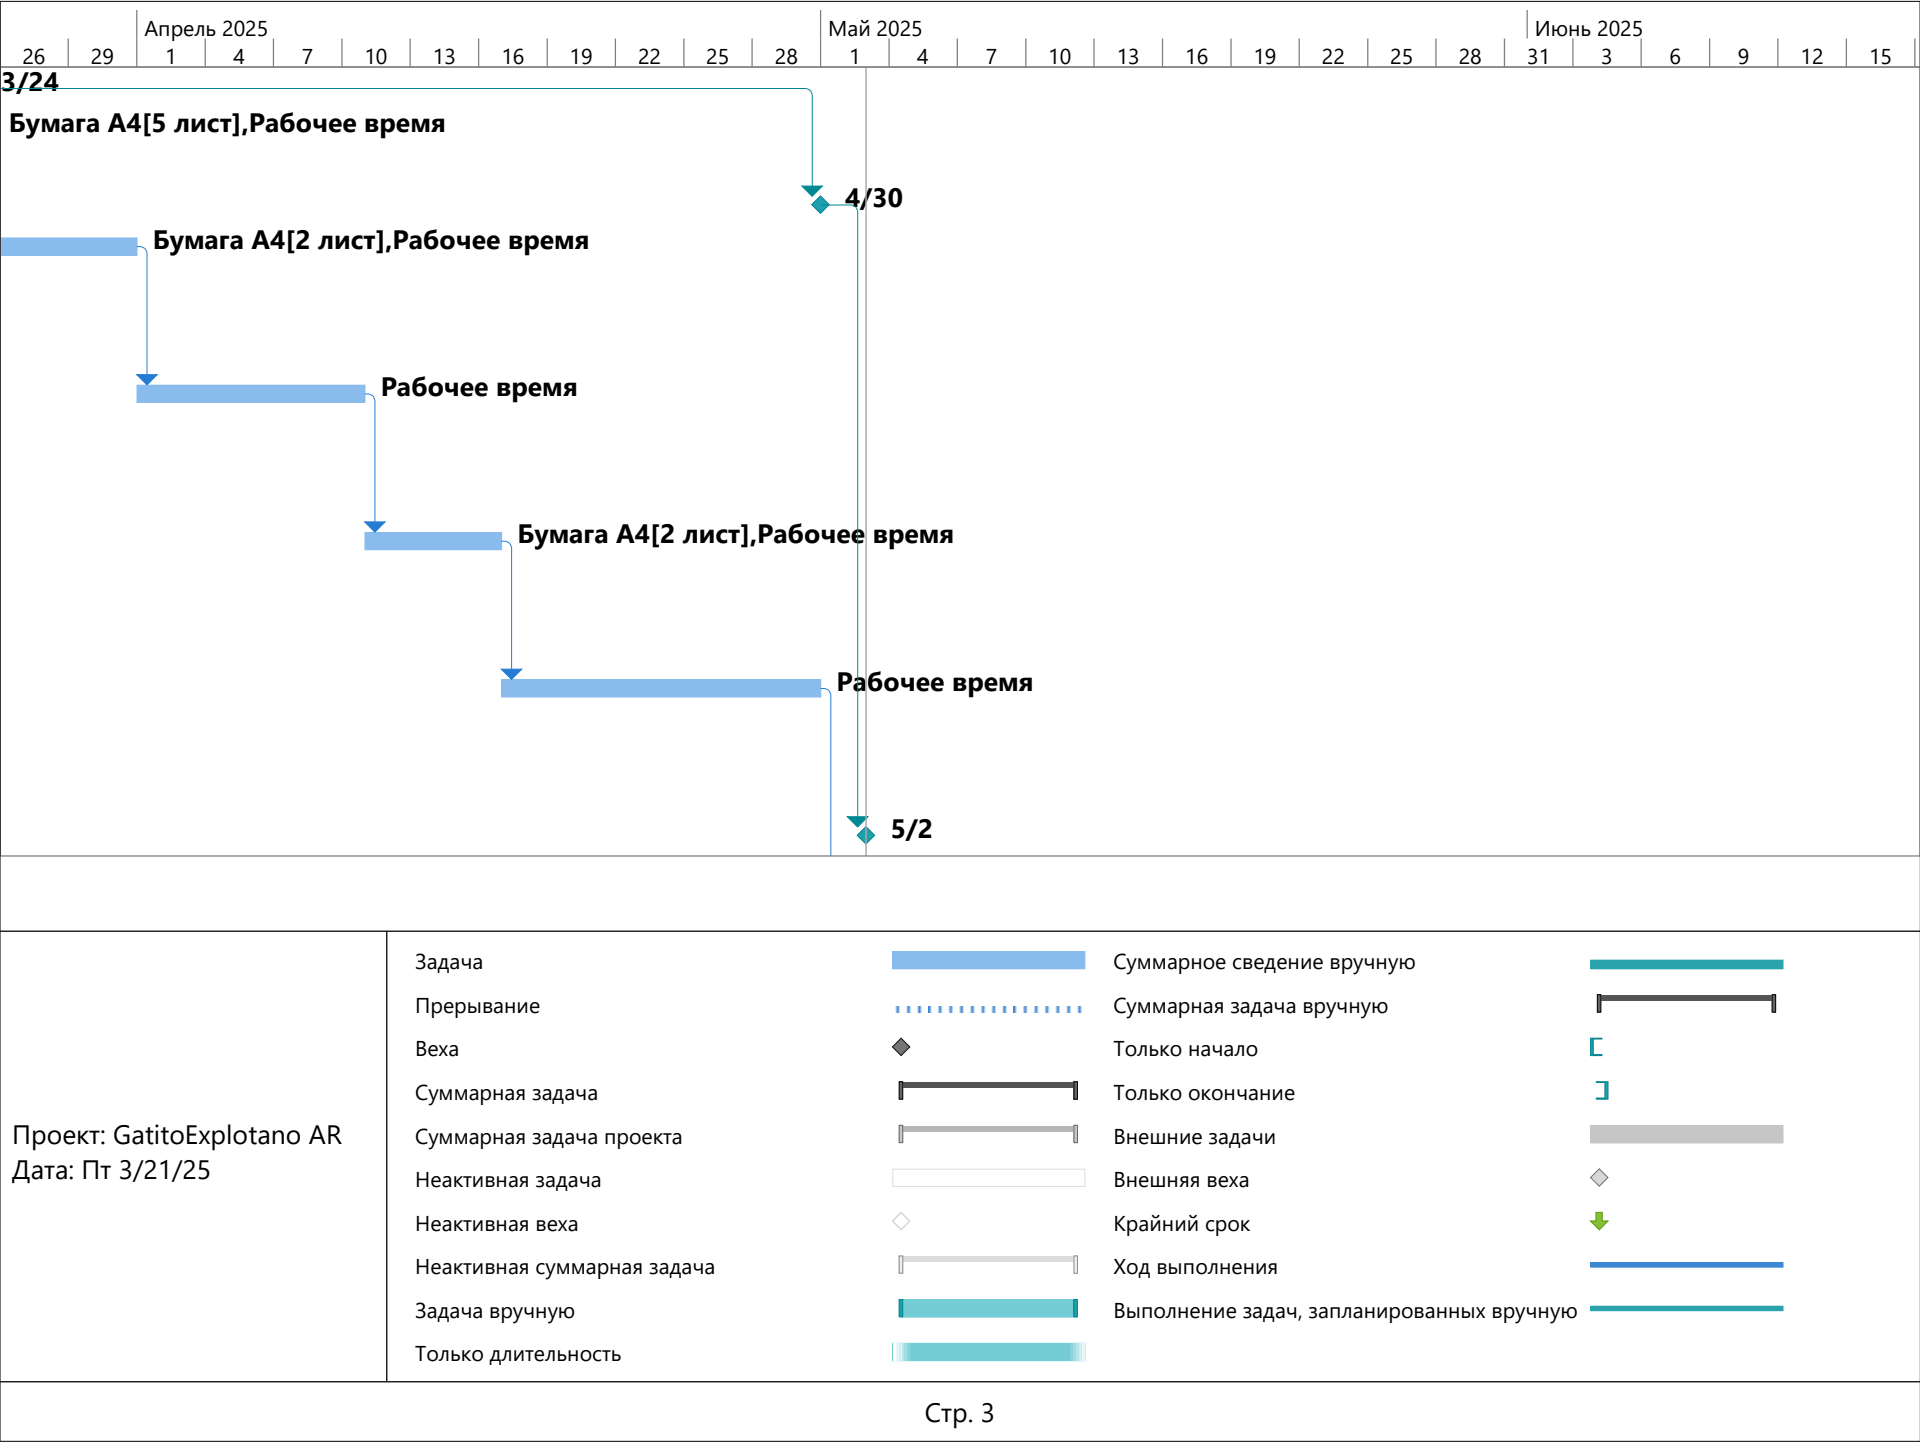 Апрель 2025 Май 2025 Июнь 2025
26 29 1 4 7 10 13 16 19 22 25 28 1 4 7 10 13 16 19 22 25 28 31 3 6 9 12 15
3/24
Бумага А4[5 лист],Рабочее время
4/30
Бумага А4[2 лист],Рабочее время
Рабочее время
Бумага А4[2 лист],Рабочее время
Рабочее время
5/2
Проект: GatitoExplotano AR
Дата: Пт 3/21/25
Задача
Прерывание
Веха
Суммарная задача
Суммарная задача проекта
Неактивная задача
Неактивная веха
Неактивная суммарная задача
Задача вручную
Только длительность
Суммарное сведение вручную
Суммарная задача вручную
Только начало
Только окончание
Внешние задачи
Внешняя веха
Крайний срок
Ход выполнения
Выполнение задач, запланированных вручную
Стр. 3